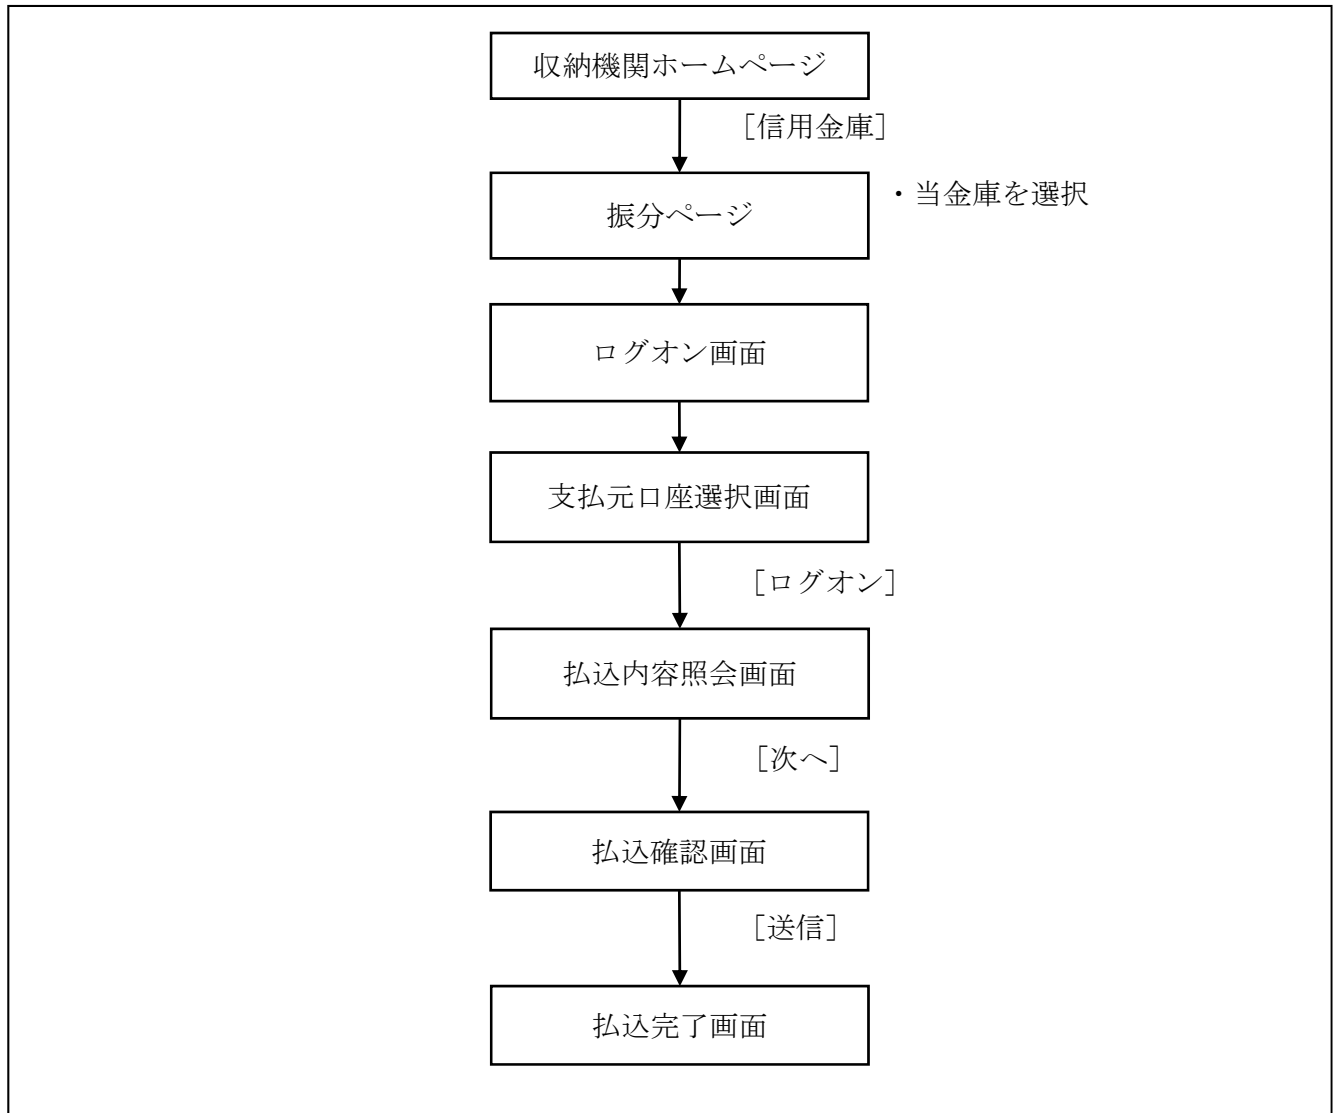 収納機関ホームページ
［信用金庫］
・当金庫を選択
振分ページ
ログオン画面
支払元口座選択画面
［ログオン］
払込内容照会画面
［次へ］
払込確認画面
［送信］
払込完了画面